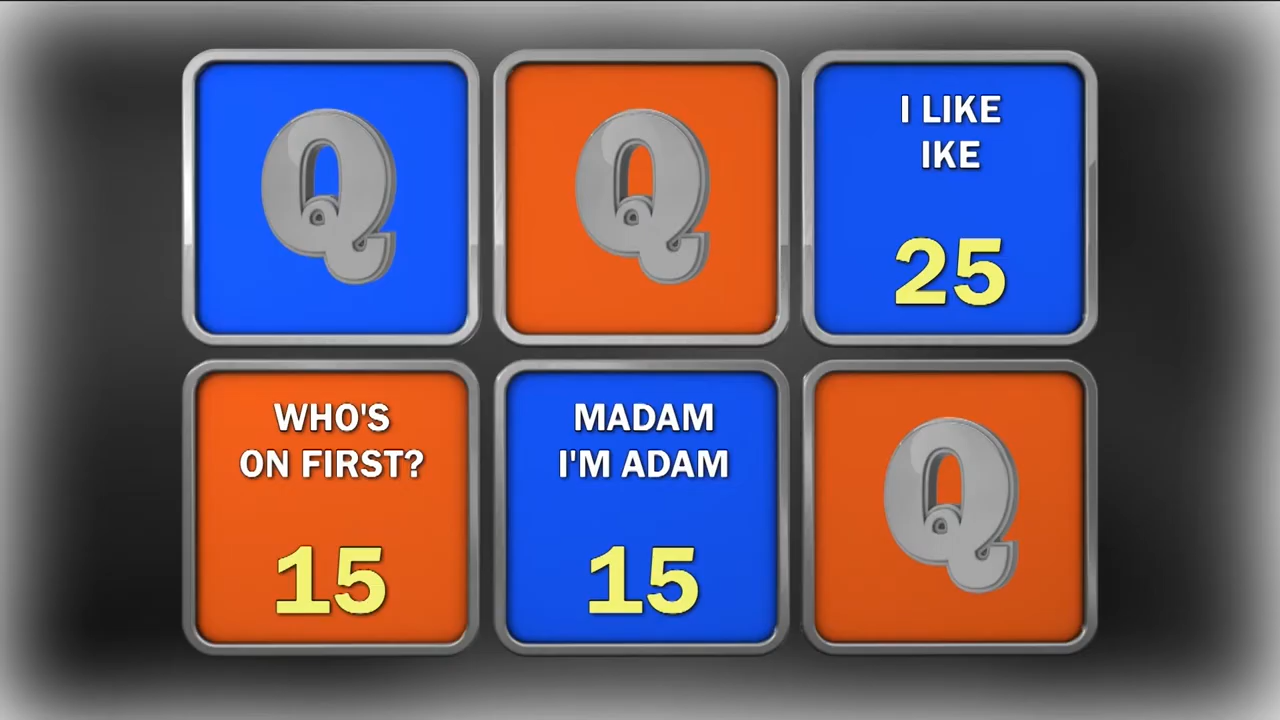 Q
Q
I LIKE
IKE
25
WHO'S
ON FIRST?
15
MADAM
I'M ADAM
15
Q